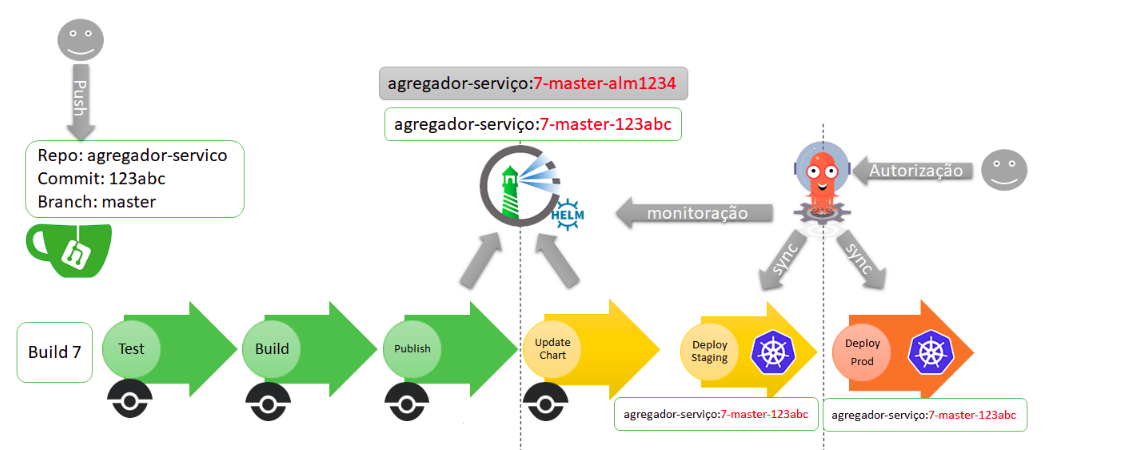 Push
agregador-serviço:7-master-alm1234
agregador-serviço:7-master-123abc
Repo: agregador-servico
Commit: 123abc
Branch: master
HELM
Autorização
monitoração
sync
sync
Build 7
Test
Build
Publish
Update
Chart
Deploy
Staging
Deploy
Prod
agregador-serviço:7-master-123abc
agregador-serviço:7-master-123abc